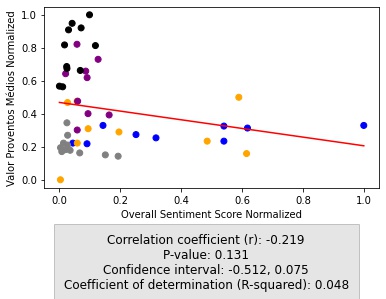 Valor Proventos Médios Normalized
1.0
0.8
0.6
0.4
0.2
0.0
0.0 0.2 0.4 0.6 0.8 1.0
Overall Sentiment Score Normalized
Correlation coefficient (r): -0.219
P-value: 0.131
Confidence interval: -0.512, 0.075
Coefficient of determination (R-squared): 0.048